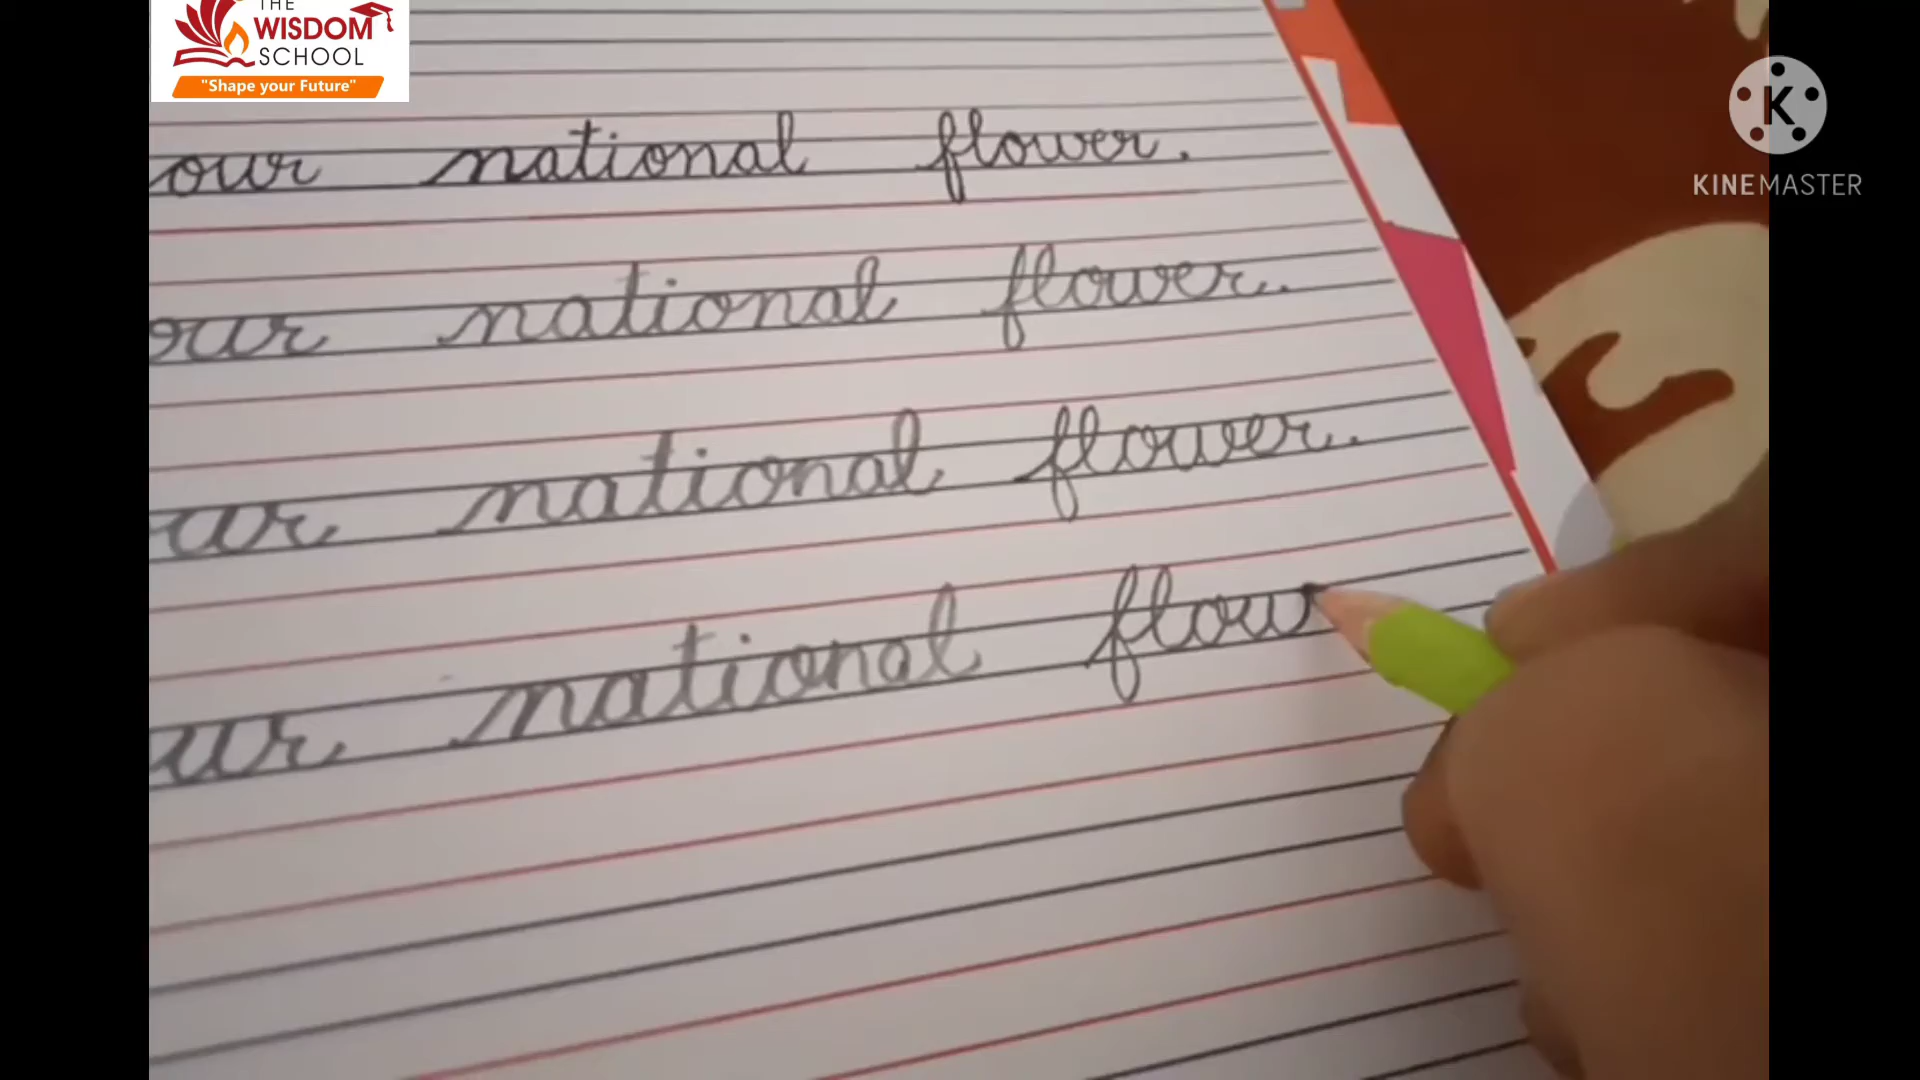 THE
WISDOM
SCHOOL
"Shape your Future"
K
KINEMASTER
our national flower.
our national flower.
ur national flower.
ur national flow